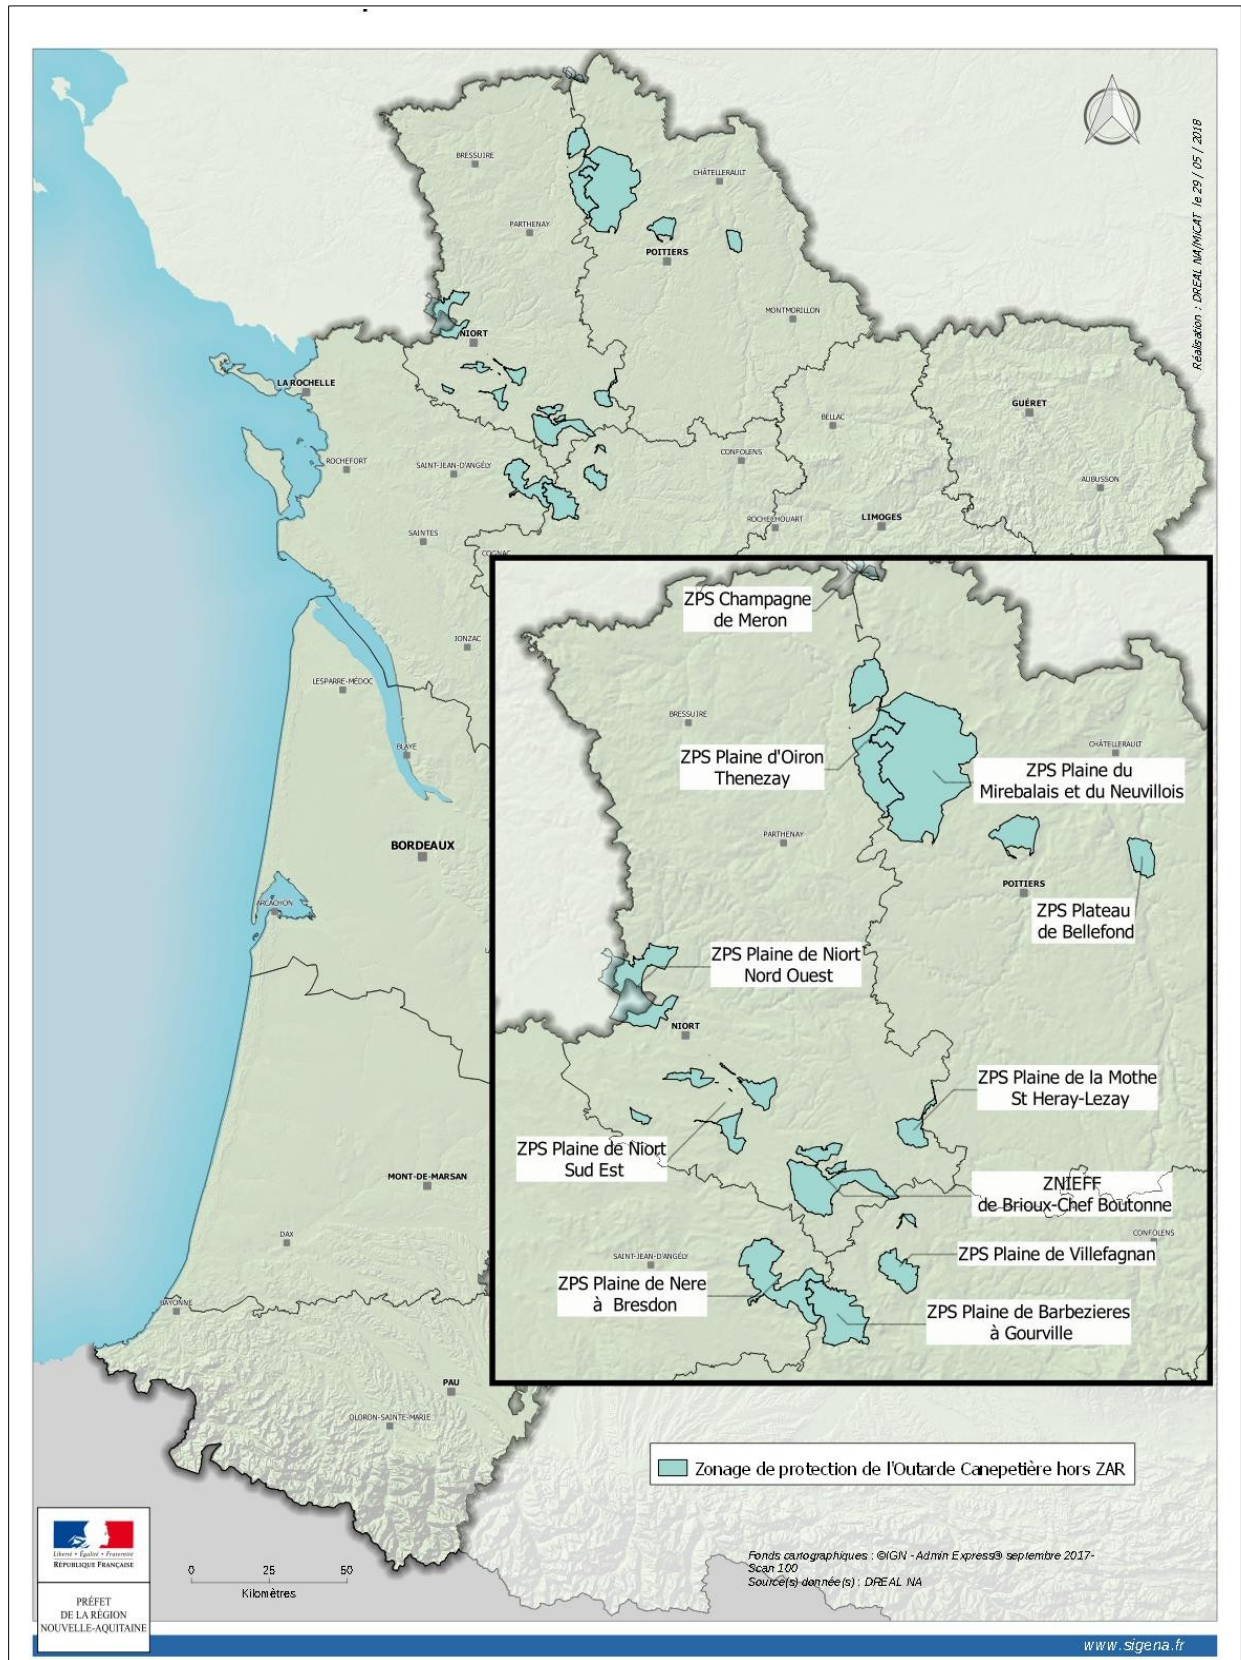 Réalisation : DREAL NA/MICAT le 29 / 05 / 2018
BRESSUIRE
CHÂTELLERAULT
PARTHENAY
POITIERS
MONTMORILLON
NIORT
LA ROCHELLE
GUÉRET
BELLAC
ROCHEFORT
SAINT-JEAN-D'ANGÉLY
CONFOLENS
AUBUSSON
ROCHECHOUART
LIMOGES
SAINTES
COGNAC
JONZAC
LESPARRE-MÉDOC
BLAYE
BORDEAUX
ARCACHON
MONT-DE-MARSAN
DAX
BAYONNE
PAU
OLORON-SAINTE-MARIE
ZPS Champagne
de Meron
BRESSUIRE
CHÂTELLERAULT
ZPS Plaine d'Oiron
Thenezay
ZPS Plaine du
Mirebalais et du Neuvillois
PARTHENAY
POITIERS
ZPS Plateau
de Bellefond
ZPS Plaine de Niort
Nord Ouest
NIORT
ZPS Plaine de la Mothe
St Heray-Lezay
ZPS Plaine de Niort
Sud Est
ZNIEFF
de Brioux-Chef Boutonne
CONFOLENS
SAINT-JEAN-D'ANGÉLY
ZPS Plaine de Villefagnan
ZPS Plaine de Nere
à Bresdon
ZPS Plaine de Barbezieres
à Gourville
Zonage de protection de l'Outarde Canepetière hors ZAR
Liberté • Égalité • Fraternité
RÉPUBLIQUE FRANÇAISE
PRÉFET
DE LA RÉGION
NOUVELLE-AQUITAINE
0 25 50
Kilomètres
Fonds cartographiques : ©IGN - Admin Express® septembre 2017-
Scan 100
Source(s) donnée(s) : DREAL NA
www.sigena.fr